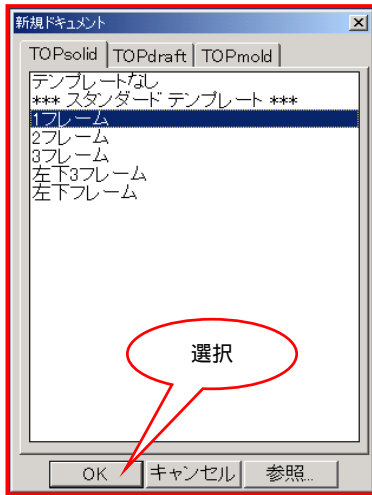 新規ドキュメント
TOPsolid TOPdraft TOPmold
テンプレートなし
*** スタンダード テンプレート ***
1フレーム
2フレーム
3フレーム
左下3フレーム
左下フレーム
選択
OK キャンセル 参照...